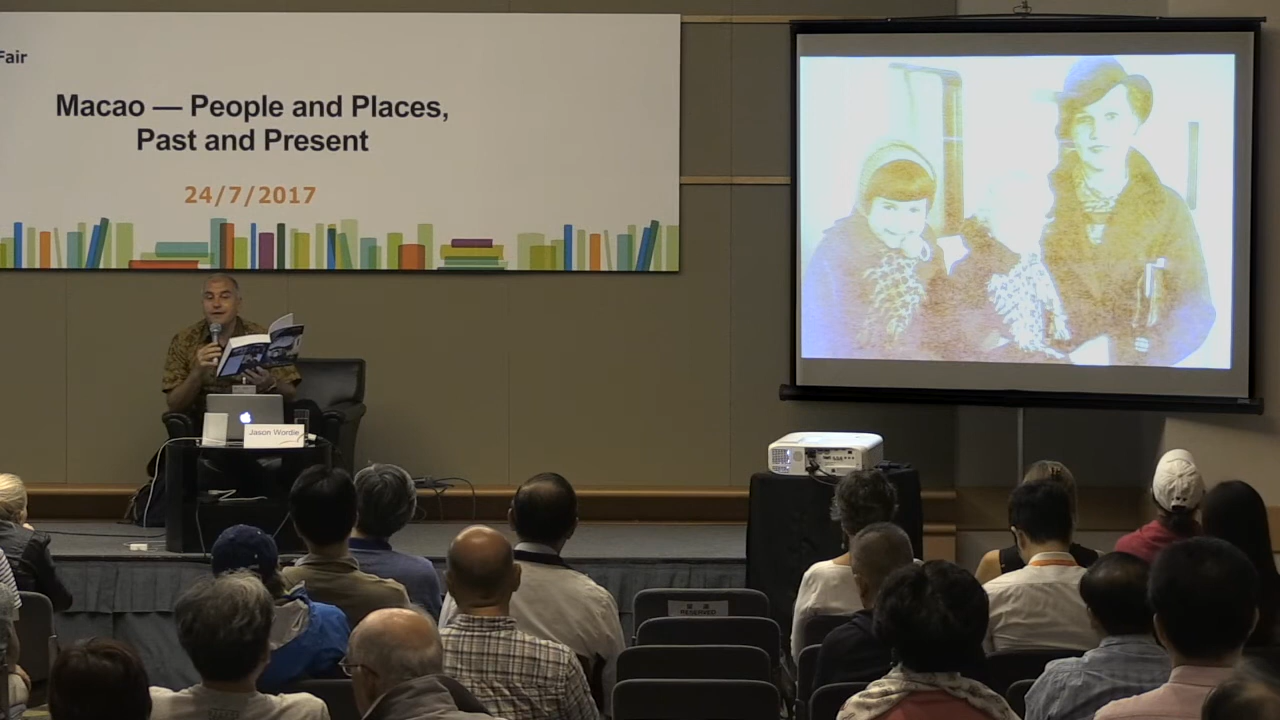 Fair
Macao — People and Places,
Past and Present
24/7/2017
Jason Wordie
RESERVED